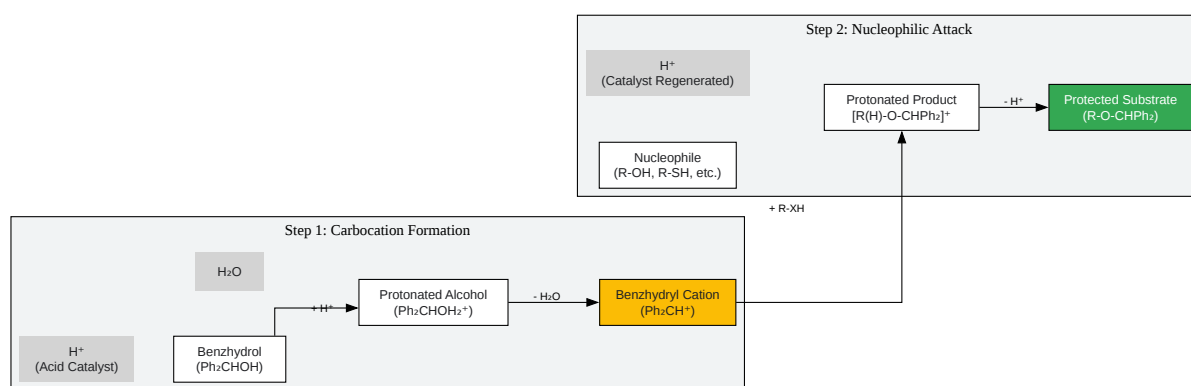 Step 2: Nucleophilic Attack
H⁺
(Catalyst Regenerated)
Protonated Product
[R(H)-O-CHPh₂]⁺
- H⁺
Protected Substrate
(R-O-CHPh₂)
Nucleophile
(R-OH, R-SH, etc.)
+ R-XH
Step 1: Carbocation Formation
H₂O
Protonated Alcohol
(Ph₂CHOH₂⁺)
- H₂O
Benzhydryl Cation
(Ph₂CH⁺)
+ H⁺
H⁺
(Acid Catalyst)
Benzhydrol
(Ph₂CHOH)